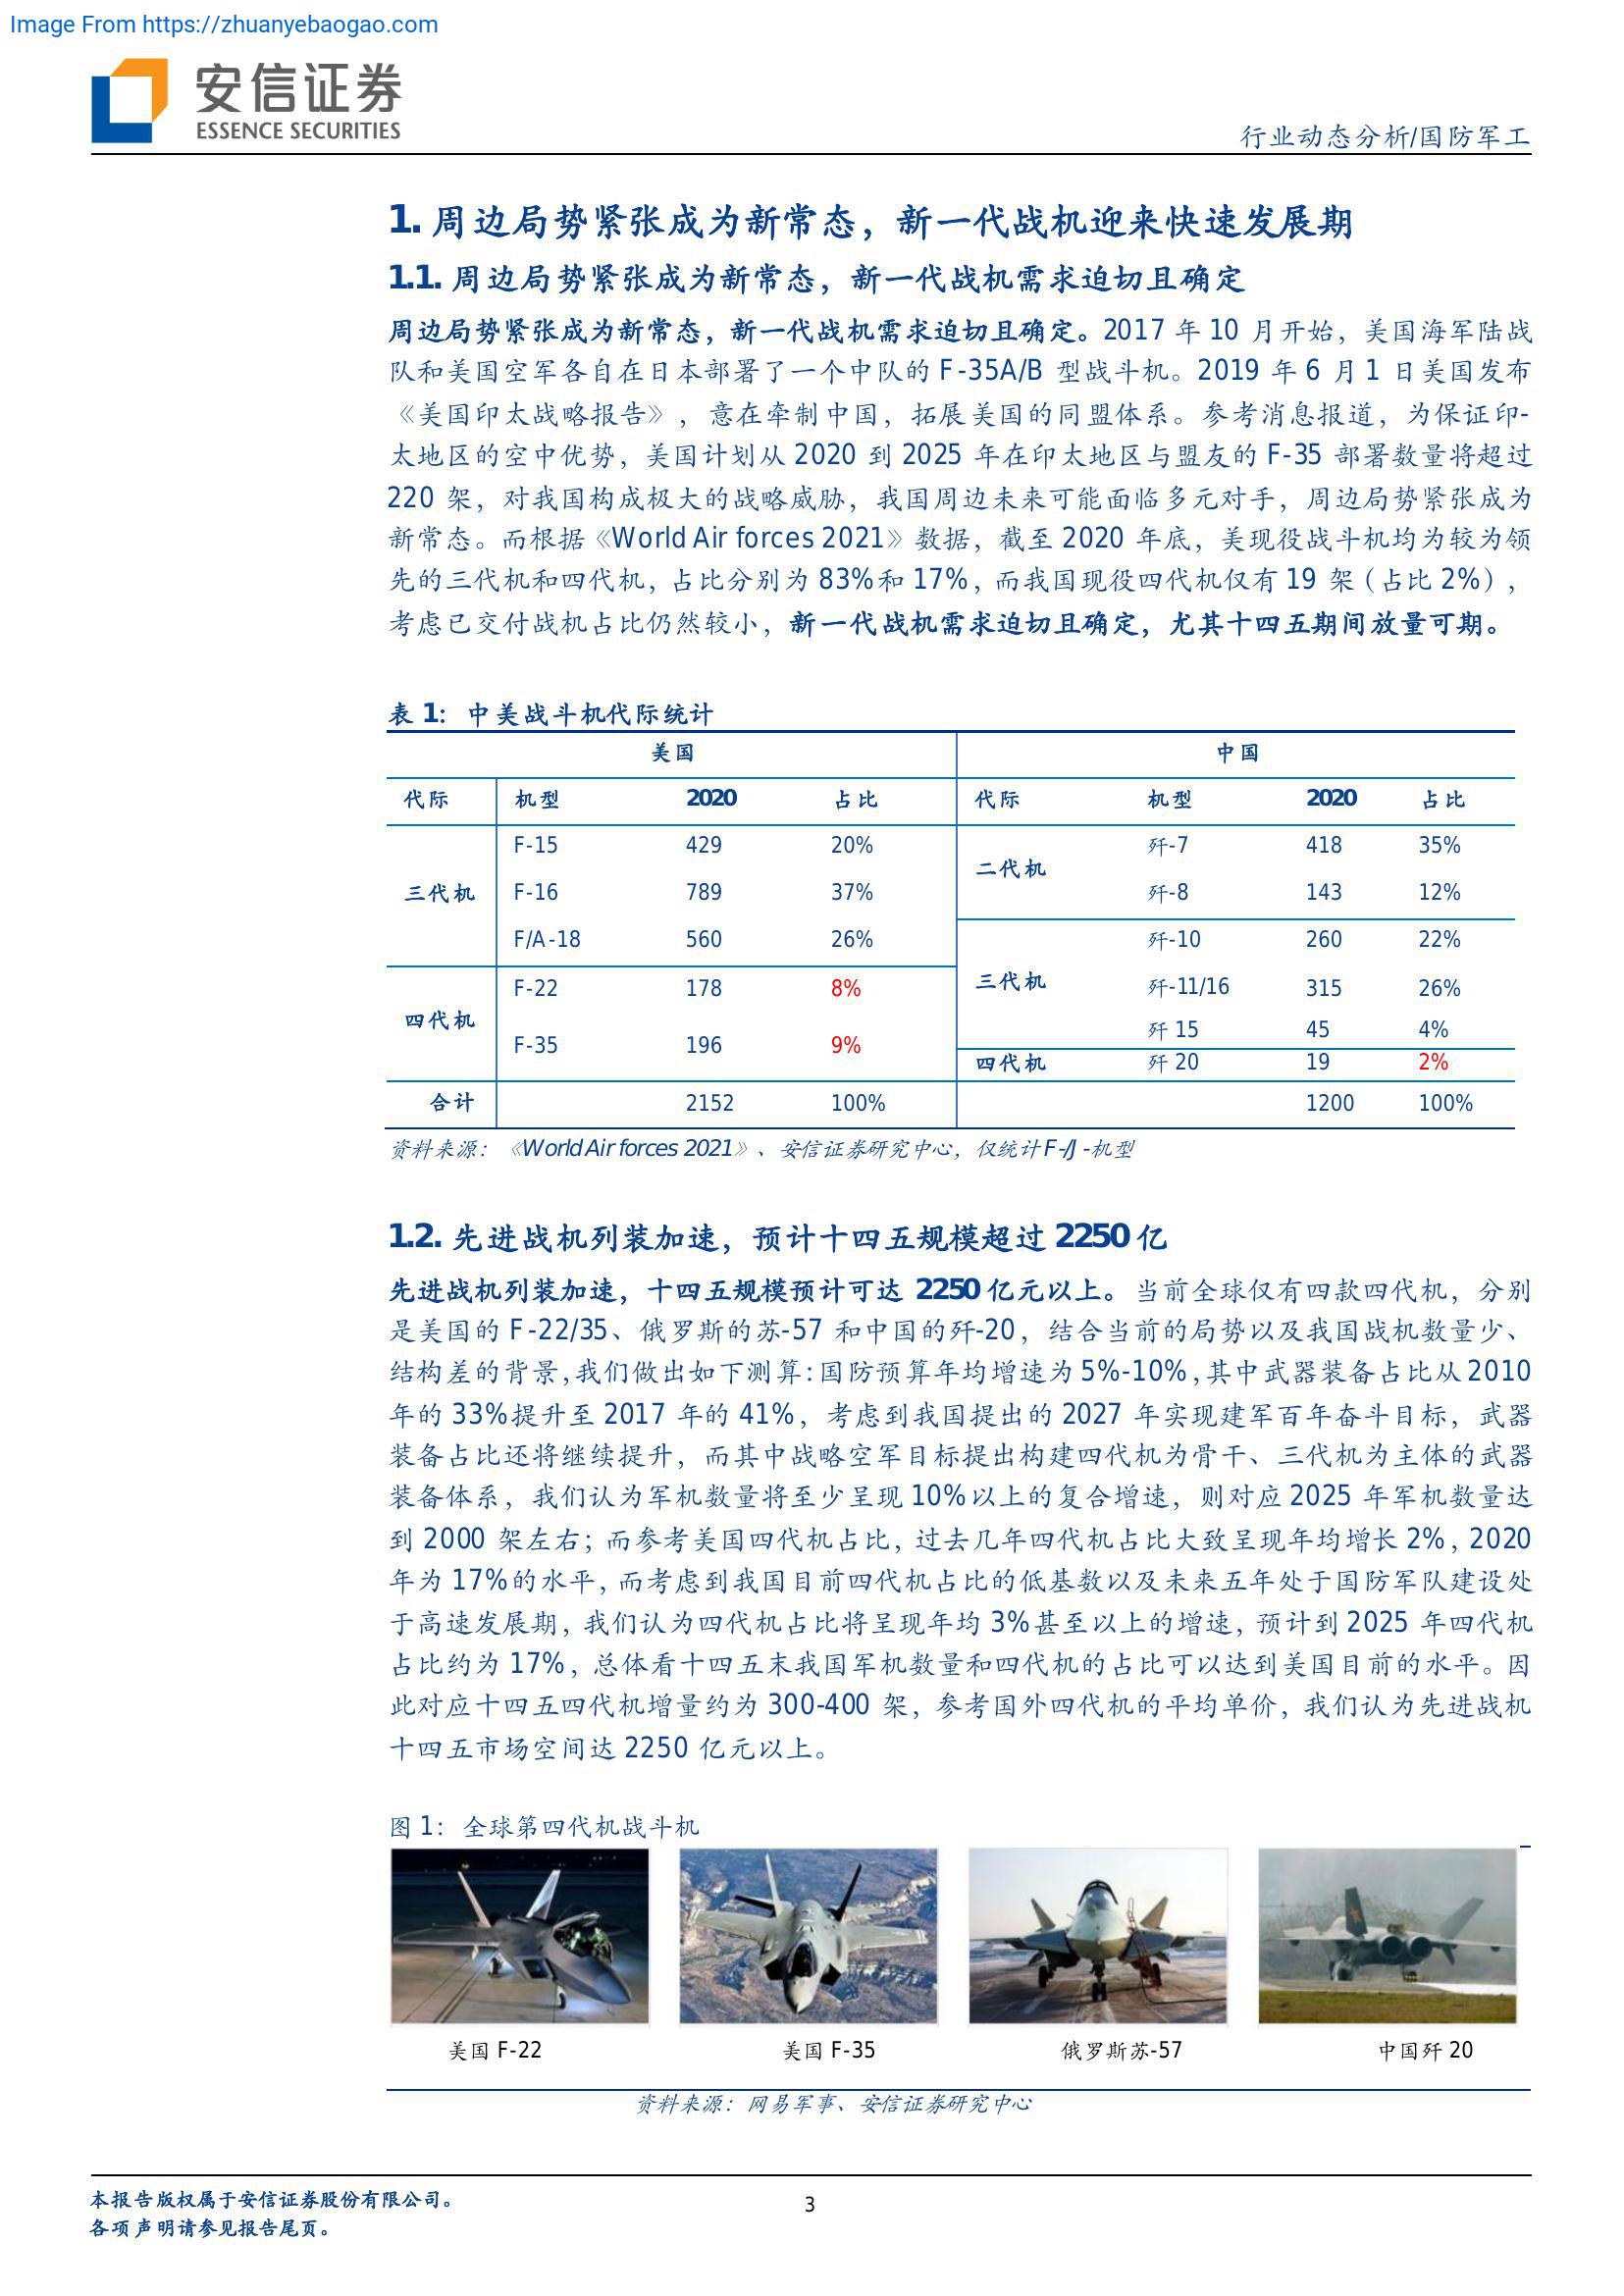 Image From https://zhuanyebaogao.com
安信证券
ESSENCE SECURITIES
行业动态分析/国防军工
1. 周边局势紧张成为新常态，新一代战机迎来快速发展期
1.1. 周边局势紧张成为新常态，新一代战机需求迫切且确定
周边局势紧张成为新常态，新一代战机需求迫切且确定。2017 年 10 月开始，美国海军陆战
队和美国空军各自在日本部署了一个中队的 F-35A/B 型战斗机。2019 年 6 月 1 日美国发布
《美国印太战略报告》，意在牵制中国，拓展美国的同盟体系。参考消息报道，为保证印-
太地区的空中优势，美国计划从 2020 到 2025 年在印太地区与盟友的 F-35 部署数量将超过
220 架，对我国构成极大的战略威胁，我国周边未来可能面临多元对手，周边局势紧张成为
新常态。而根据《World Air forces 2021》数据，截至 2020 年底，美现役战斗机均为较为领
先的三代机和四代机，占比分别为 83%和 17%，而我国现役四代机仅有 19 架（占比 2%），
考虑已交付战机占比仍然较小，新一代战机需求迫切且确定，尤其十四五期间放量可期。
表 1：中美战斗机代际统计
美国 中国
代际 机型 2020 占比 代际 机型 2020 占比
三代机 F-15 429 20% 二代机 歼-7 418 35%
F-16 789 37% 歼-8 143 12%
F/A-18 560 26% 三代机 歼-10 260 22%
四代机 F-22 178 8% 歼-11/16 315 26%
F-35 196 9% 歼 15 45 4%
四代机 歼 20 19 2%
合计 2152 100% 1200 100%
资料来源：《World Air forces 2021》、安信证券研究中心，仅统计 F-/J-机型
1.2. 先进战机列装加速，预计十四五规模超过 2250 亿
先进战机列装加速，十四五规模预计可达 2250 亿元以上。当前全球仅有四款四代机，分别
是美国的 F-22/35、俄罗斯的苏-57 和中国的歼-20，结合当前的局势以及我国战机数量少、
结构差的背景，我们做出如下测算：国防预算年均增速为 5%-10%，其中武器装备占比从 2010
年的 33%提升至 2017 年的 41%，考虑到我国提出的 2027 年实现建军百年奋斗目标，武器
装备占比还将继续提升，而其中战略空军目标提出构建四代机为骨干、三代机为主体的武器
装备体系，我们认为军机数量将至少呈现 10%以上的复合增速，则对应 2025 年军机数量达
到 2000 架左右；而参考美国四代机占比，过去几年四代机占比大致呈现年均增长 2%，2020
年为 17%的水平，而考虑到我国目前四代机占比的低基数以及未来五年处于国防军队建设处
于高速发展期，我们认为四代机占比将呈现年均 3%甚至以上的增速，预计到 2025 年四代机
占比约为 17%，总体看十四五末我国军机数量和四代机的占比可以达到美国目前的水平。因
此对应十四五四代机增量约为 300-400 架，参考国外四代机的平均单价，我们认为先进战机
十四五市场空间达 2250 亿元以上。
图 1：全球第四代机战斗机
美国 F-22 美国 F-35 俄罗斯苏-57 中国歼 20
资料来源：网易军事、安信证券研究中心
本报告版权属于安信证券股份有限公司。
3
各项声明请参见报告尾页。